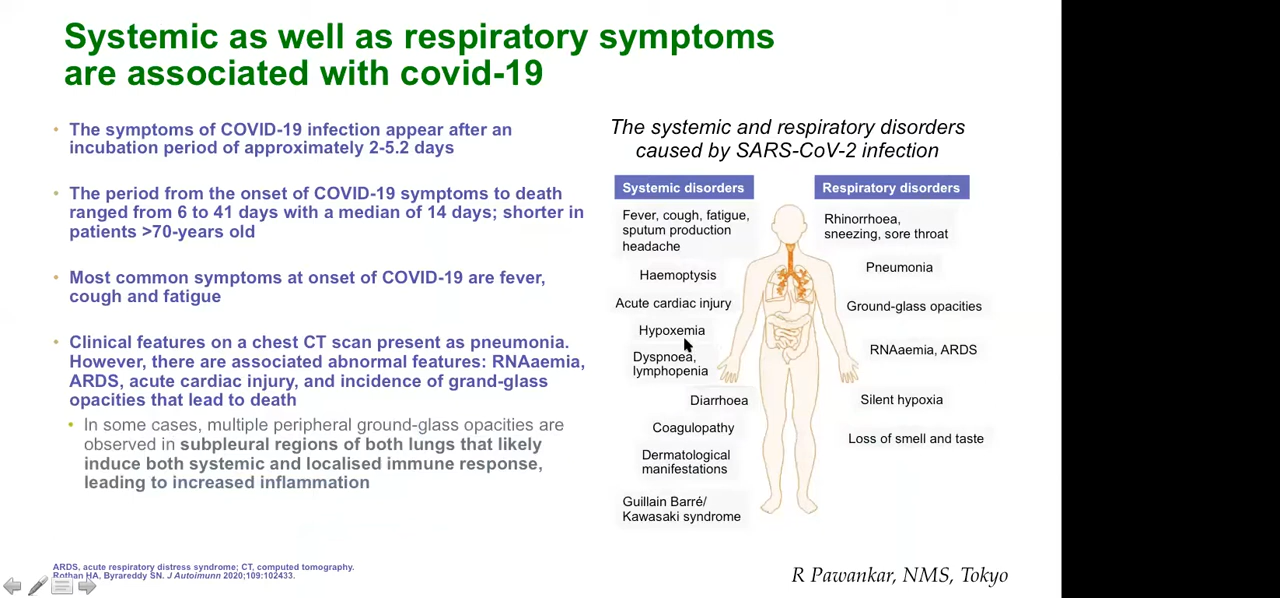 Systemic as well as respiratory symptoms
are associated with covid-19
• The symptoms of COVID-19 infection appear after an
incubation period of approximately 2-5.2 days
• The period from the onset of COVID-19 symptoms to death
ranged from 6 to 41 days with a median of 14 days; shorter in
patients >70-years old
• Most common symptoms at onset of COVID-19 are fever,
cough and fatigue
• Clinical features on a chest CT scan present as pneumonia.
However, there are associated abnormal features: RNAaemia,
ARDS, acute cardiac injury, and incidence of grand-glass
opacities that lead to death
• In some cases, multiple peripheral ground-glass opacities are
observed in subpleural regions of both lungs that likely
induce both systemic and localised immune response,
leading to increased inflammation
The systemic and respiratory disorders
caused by SARS-CoV-2 infection
Systemic disorders
Fever, cough, fatigue,
sputum production
headache
Haemoptysis
Acute cardiac injury
Hypoxemia
Dyspnoea,
lymphopenia
Diarrhoea
Coagulopathy
Dermatological
manifestations
Guillain Barré/
Kawasaki syndrome
Respiratory disorders
Rhinorrhoea,
sneezing, sore throat
Pneumonia
Ground-glass opacities
RNAaemia, ARDS
Silent hypoxia
Loss of smell and taste
ARDS, acute respiratory distress syndrome; CT, computed tomography.
Rothan HA, Byrareddy SN. J Autoimunn 2020;109:102433.
R Pawankar, NMS, Tokyo